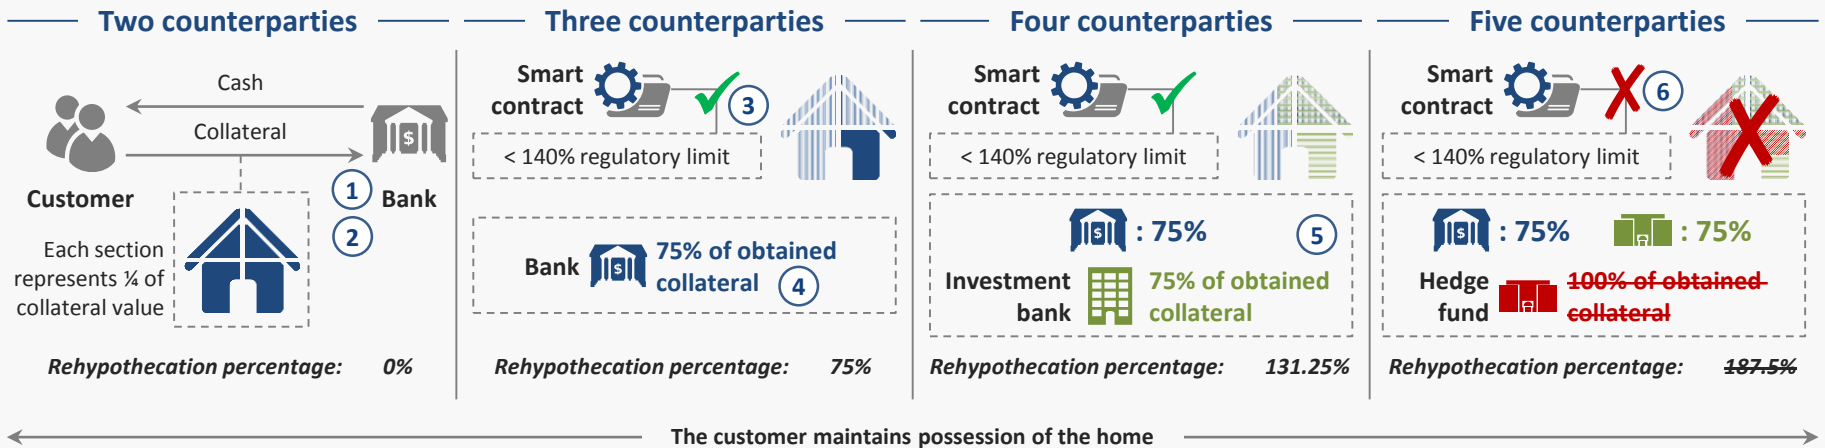 Two counterparties
Cash
Collateral
$
Customer
1
Bank
2
Each section
represents ¼ of
collateral value
Rehypothecation percentage: 0%
Three counterparties
Smart
contract
3
< 140% regulatory limit
Bank
$
75% of obtained
collateral
4
Rehypothecation percentage: 75%
Four counterparties
Smart
contract
< 140% regulatory limit
$
: 75%
5
Investment
bank
75% of obtained
collateral
Rehypothecation percentage: 131.25%
Five counterparties
Smart
contract
6
< 140% regulatory limit
$
: 75%
: 75%
Hedge
fund
100% of obtained
collateral
Rehypothecation percentage: 187.5%
The customer maintains possession of the home